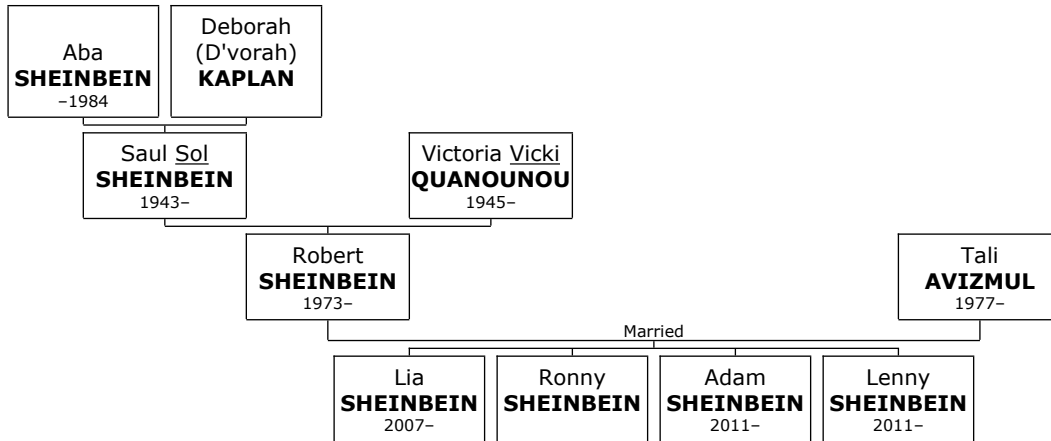 Aba
SHEINBEIN
–1984
Deborah
(D'vorah)
KAPLAN
Saul Sol
SHEINBEIN
1943–
Victoria Vicki
QUANOUNOU
1945–
Robert
SHEINBEIN
1973–
Tali
AVIZMUL
1977–
Married
Lia
SHEINBEIN
2007–
Ronny
SHEINBEIN
Adam
SHEINBEIN
2011–
Lenny
SHEINBEIN
2011–